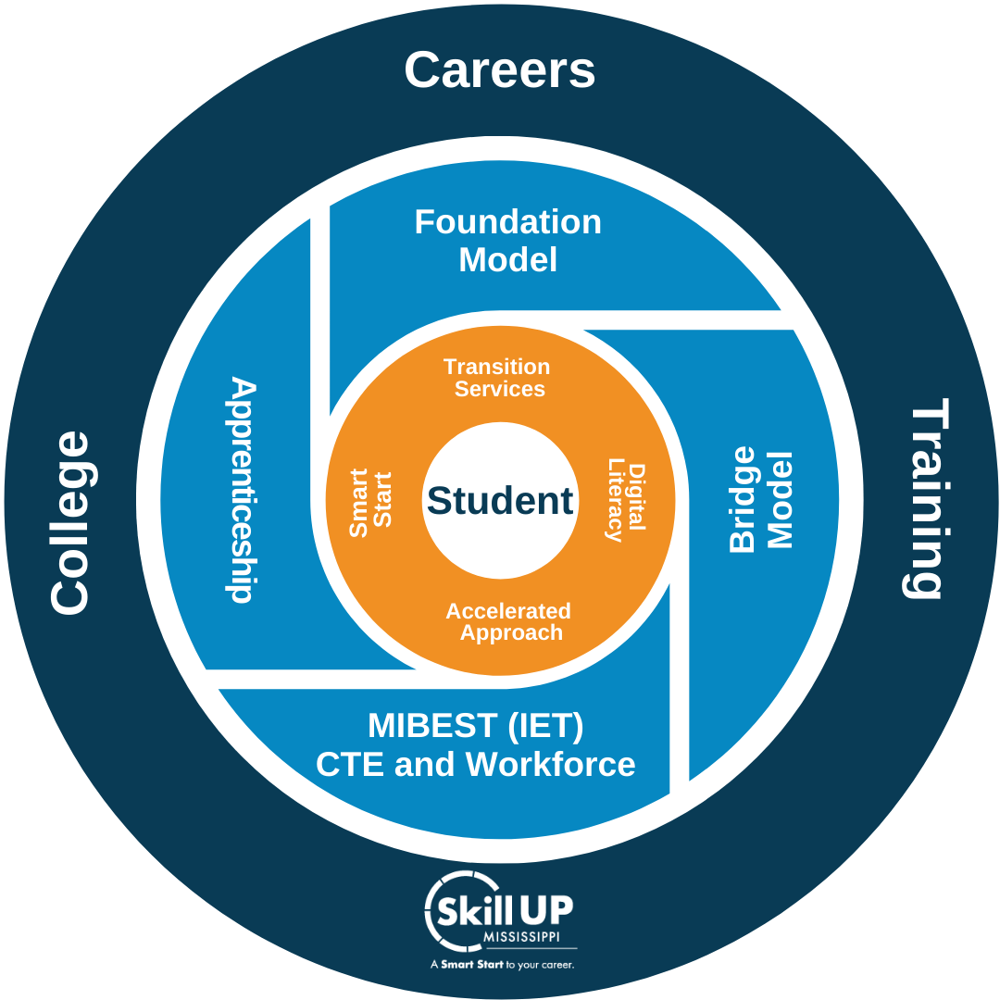 Careers
Foundation
Model
Transition
Services
College
Apprenticeship
Smart
Start
Student
Digital
Literacy
Bridge
Model
Training
Accelerated
Approach
MIBEST (IET)
CTE and Workforce
Skill UP
MISSISSIPPI
A Smart Start to your career.